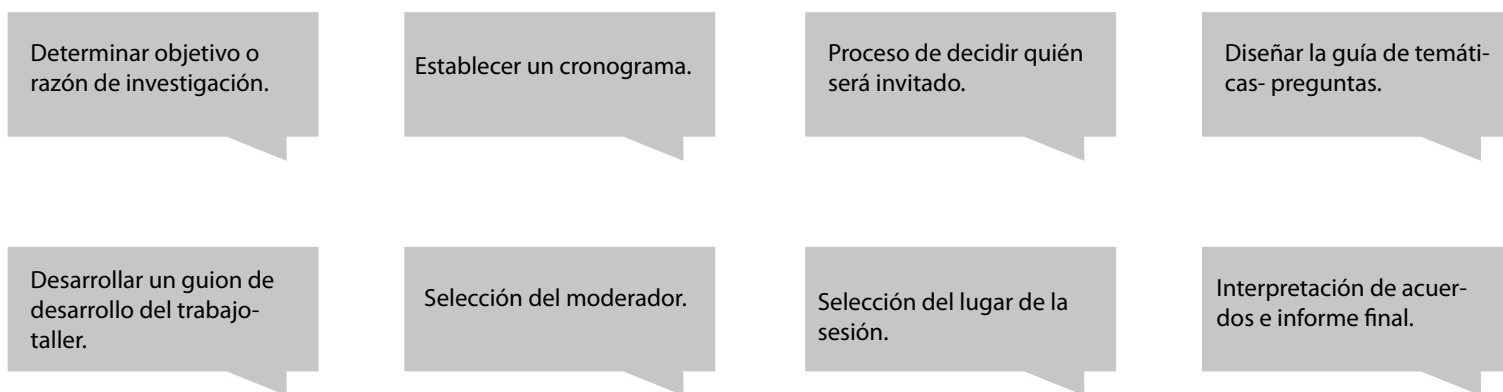 Determinar objetivo o
razón de investigación.
Establecer un cronograma.
Proceso de decidir quién
será invitado.
Diseñar la guía de temáti-
cas- preguntas.
Desarrollar un guion de
desarrollo del trabajo-
taller.
Selección del moderador.
Selección del lugar de la
sesión.
Interpretación de acuer-
dos e informe final.